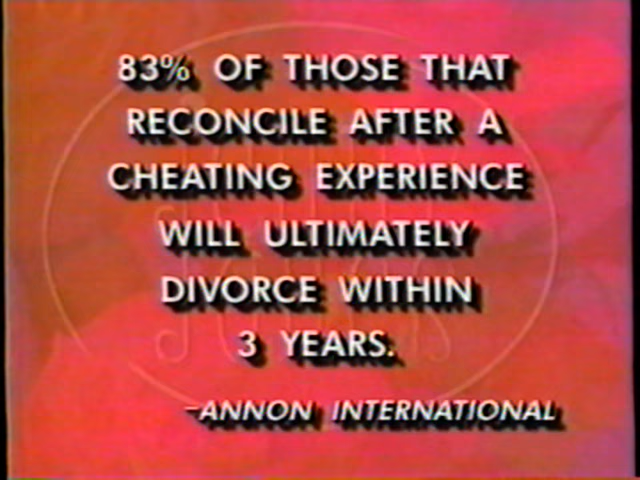 83% OF THOSE THAT
RECONCILE AFTER A
CHEATING EXPERIENCE
WILL ULTIMATELY
DIVORCE WITHIN
3 YEARS.
-ANNON INTERNATIONAL